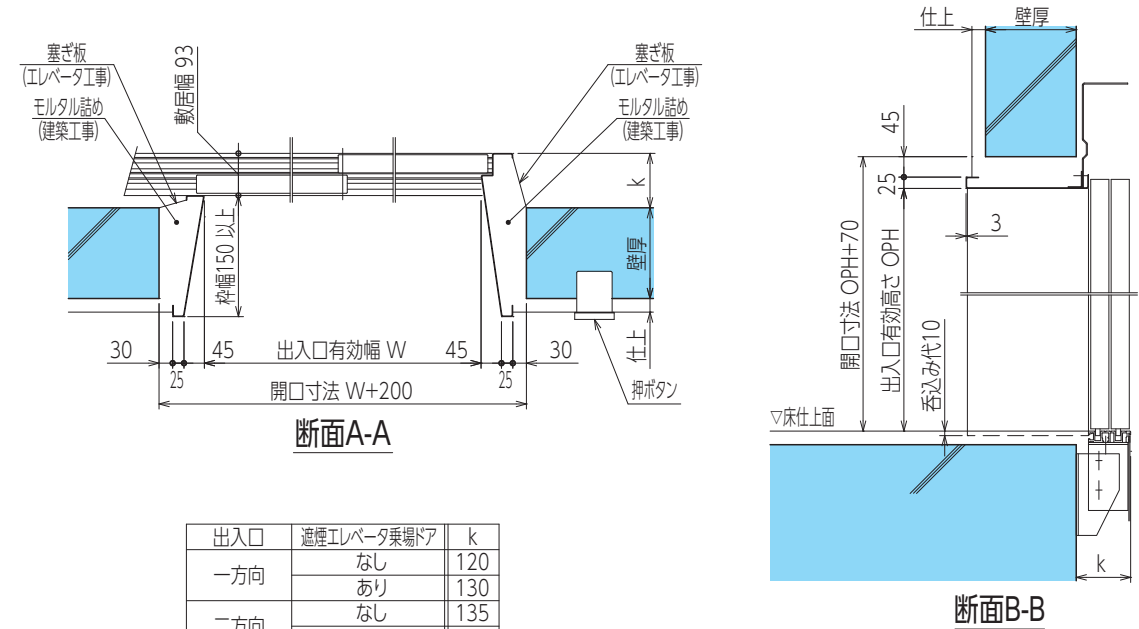 塞ぎ板
(エレベータ工事)
モルタル詰め
(建築工事)
敷居幅 93
塞ぎ板
(エレベータ工事)
モルタル詰め
(建築工事)
k
壁厚
枠幅150 以上
仕上
30
25
45
出入口有効幅 W
45
25
30
開口寸法 W+200
押ボタン
断面A-A
仕上
壁厚
45
25
3
開口寸法 OPH+70
出入口有効高さ OPH
呑込み代10
▽床仕上面
k
断面B-B
出入口 遮煙エレベータ乗場ドア k
一方向 なし 120
あり 130
二方向 なし 135